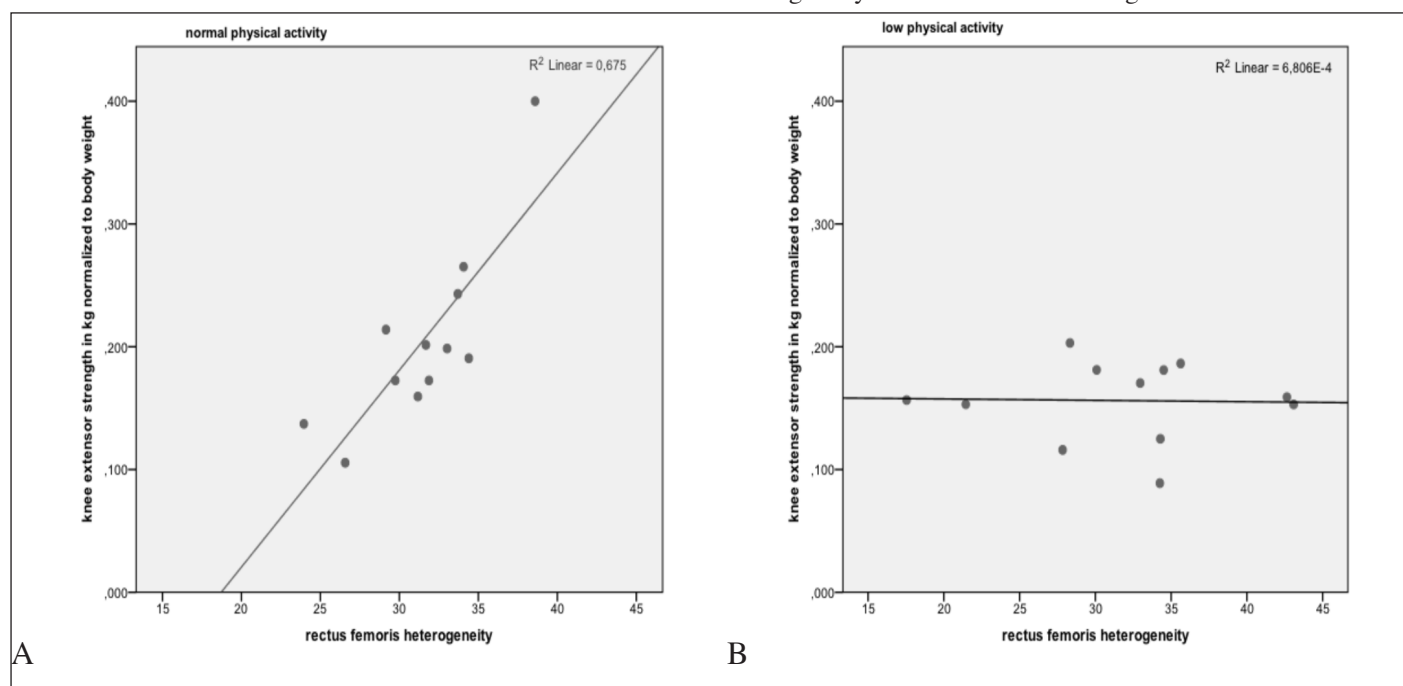 normal physical activity
R² Linear = 0,675
,400
,300
,200
,100
,000
knee extensor strength in kg normalized to body weight
15 20 25 30 35 40 45
rectus femoris heterogeneity
A
low physical activity
R² Linear = 6,806E-4
,400
,300
,200
,100
,000
knee extensor strength in kg normalized to body weight
15 20 25 30 35 40 45
rectus femoris heterogeneity
B